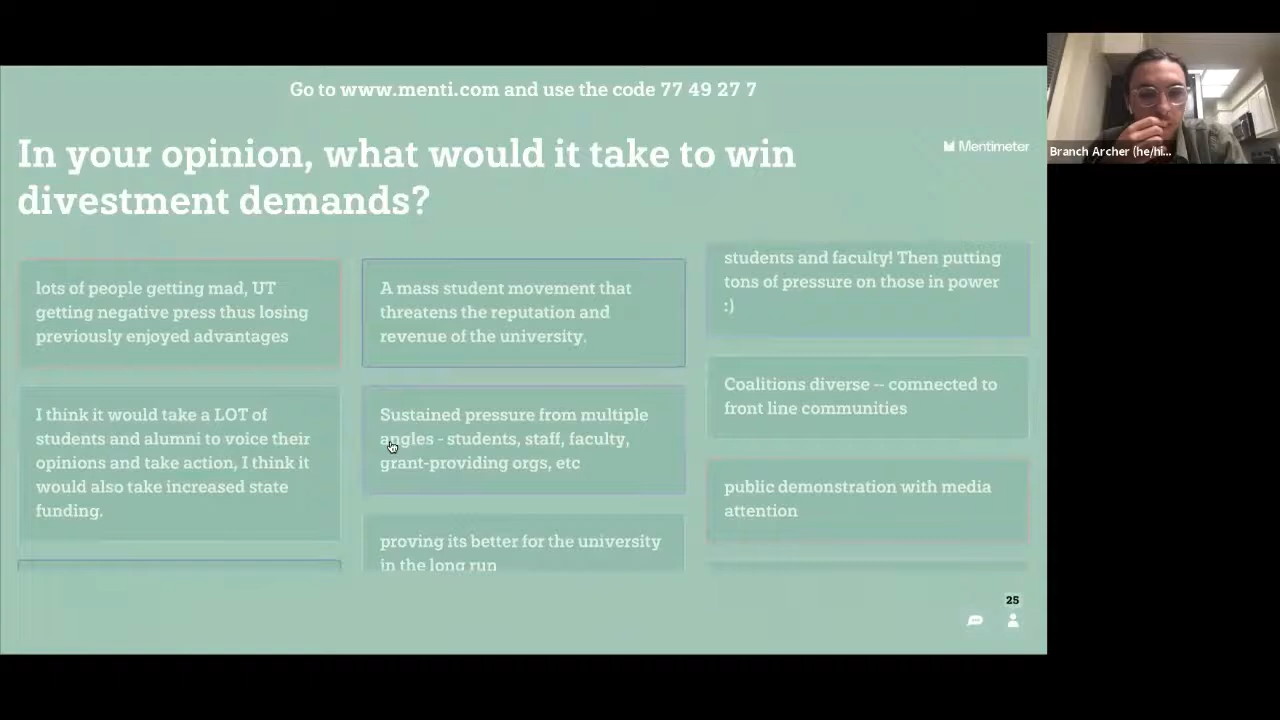 Go to www.menti.com and use the code 77 49 27 7
In your opinion, what would it take to win
divestment demands?
Mentimeter
lots of people getting mad, UT
getting negative press thus losing
previously enjoyed advantages
I think it would take a LOT of
students and alumni to voice their
opinions and take action, I think it
would also take increased state
funding.
A mass student movement that
threatens the reputation and
revenue of the university.
Sustained pressure from multiple
angles - students, staff, faculty,
grant-providing orgs, etc
proving its better for the university
in the long run
students and faculty! Then putting
tons of pressure on those in power
:)
Coalitions diverse -- comnected to
front line communities
public demonstration with media
attention
25
Branch Archer (he/hi...